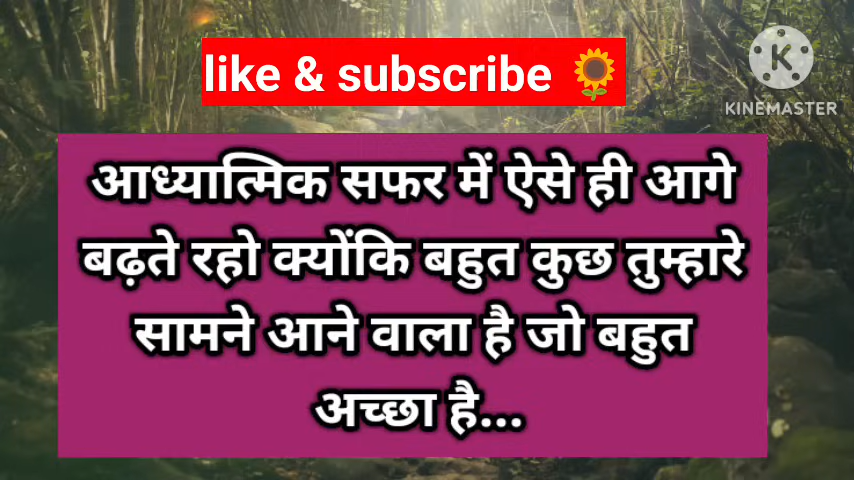 like & subscribe 🌻
KINEMASTER
आध्यात्मिक सफर में ऐसे ही आगे
बढ़ते रहो क्योंकि बहुत कुछ तुम्हारे
सामने आने वाला है जो बहुत
अच्छा है...